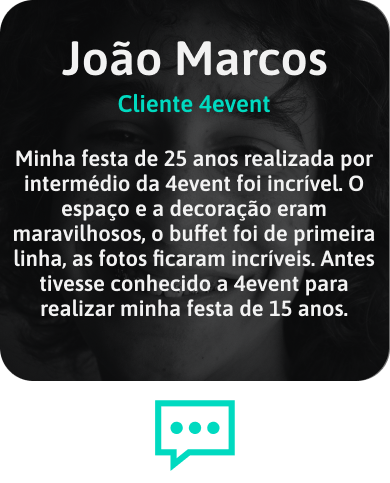 João Marcos
Cliente 4event
Minha festa de 25 anos realizada por
intermédio da 4event foi incrível. O
espaço e a decoração eram
maravilhosos, o buffet foi de primeira
linha, as fotos ficaram incríveis. Antes
tivesse conhecido a 4event para
realizar minha festa de 15 anos.